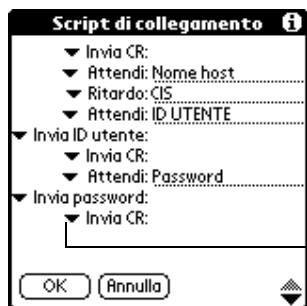 Script di collegamento
Invia CR:
Attendi: Nome host
Ritardo: CIS
Attendi: ID UTENTE
Invia ID utente:
Invia CR:
Attendi: Password
Invia password:
Invia CR:
OK Annulla